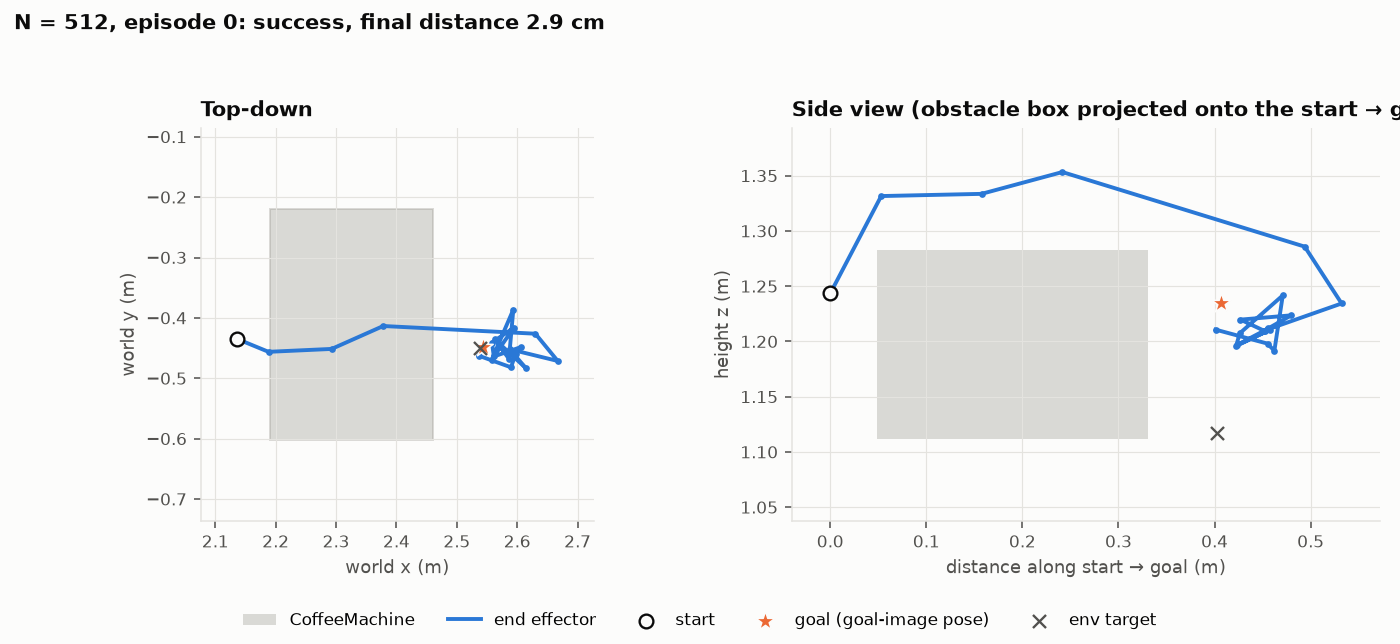 N = 512, episode 0: success, final distance 2.9 cm
Top-down
−0.1
−0.2
−0.3
−0.4
−0.5
−0.6
−0.7
world y (m)
2.1 2.2 2.3 2.4 2.5 2.6 2.7
world x (m)
Side view (obstacle box projected onto the start → g
1.35
1.30
1.25
1.20
1.15
1.10
1.05
height z (m)
0.0 0.1 0.2 0.3 0.4 0.5
distance along start → goal (m)
CoffeeMachine end effector start goal (goal-image pose) env target